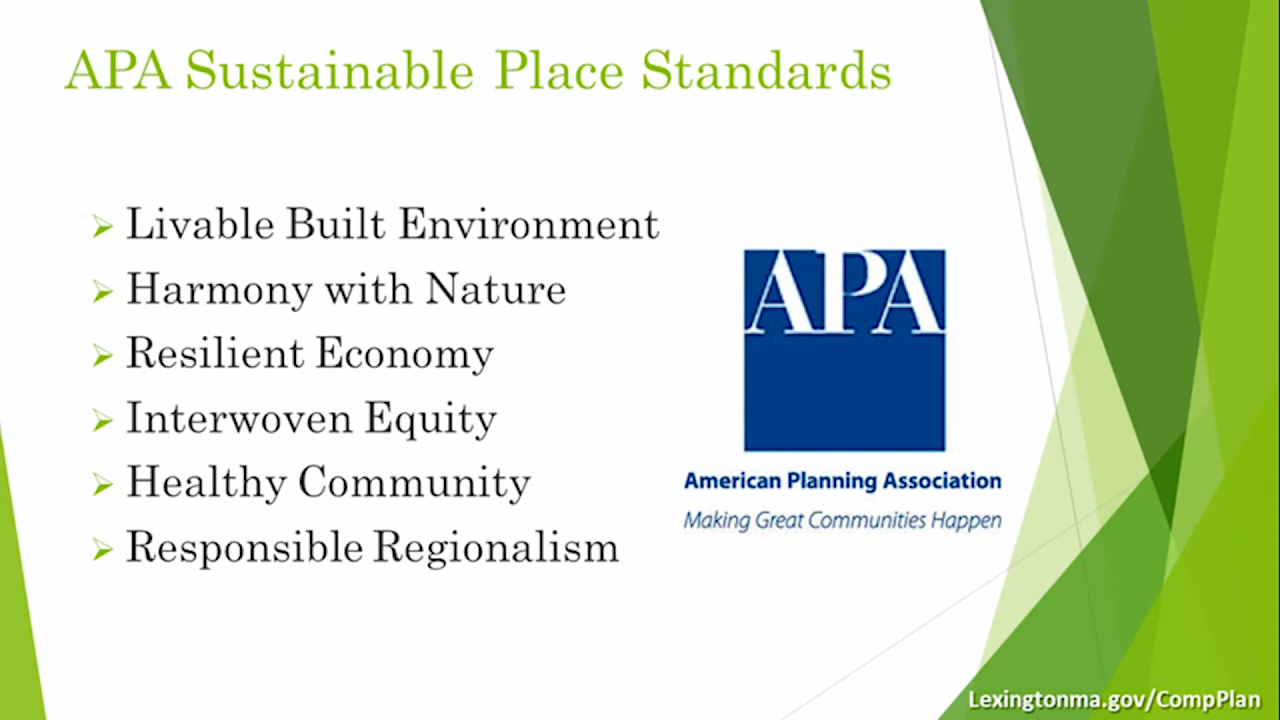 APA Sustainable Place Standards
Livable Built Environment
Harmony with Nature
Resilient Economy
Interwoven Equity
Healthy Community
Responsible Regionalism
APA
American Planning Association
Making Great Communities Happen
Lexingtonma.gov/CompPlan